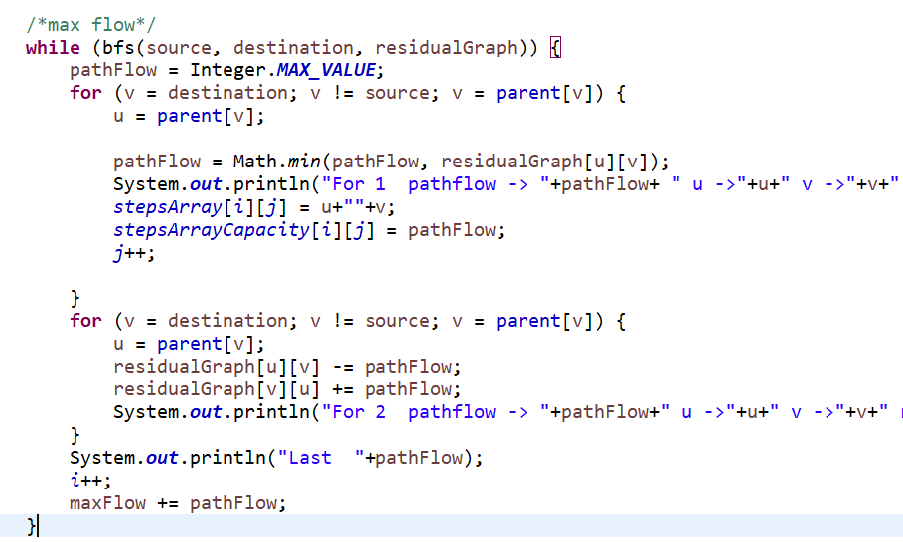 /*max flow*/
while (bfs(source, destination, residualGraph)) {
    pathFlow = Integer.MAX_VALUE;
    for (v = destination; v != source; v = parent[v]) {
        u = parent[v];
        pathFlow = Math.min(pathFlow, residualGraph[u][v]);
        System.out.println("For 1  pathflow -> "+pathFlow+ " u ->"+u+" v ->"+v+"
        stepsArray[i][j] = u+""+v;
        stepsArrayCapacity[i][j] = pathFlow;
        j++;
    }
    for (v = destination; v != source; v = parent[v]) {
        u = parent[v];
        residualGraph[u][v] -= pathFlow;
        residualGraph[v][u] += pathFlow;
        System.out.println("For 2  pathflow -> "+pathFlow+" u ->"+u+" v ->"+v+"
    }
    System.out.println("Last  "+pathFlow);
    i++;
    maxFlow += pathFlow;
}